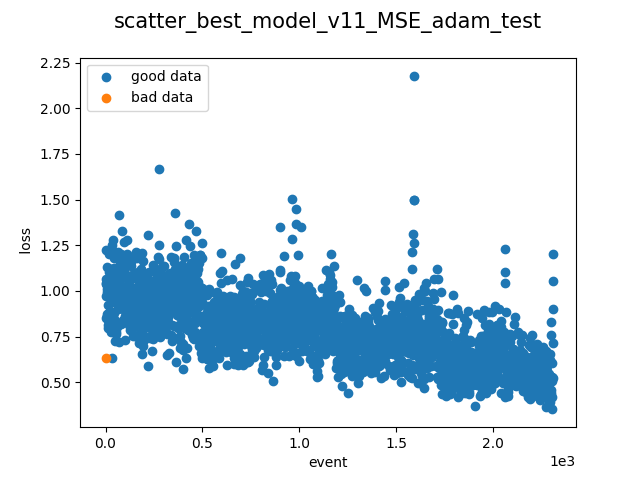 scatter_best_model_v11_MSE_adam_test
good data
bad data
2.25
2.00
1.75
1.50
1.25
1.00
0.75
0.50
loss
0.0
0.5
1.0
1.5
2.0
1e3
event